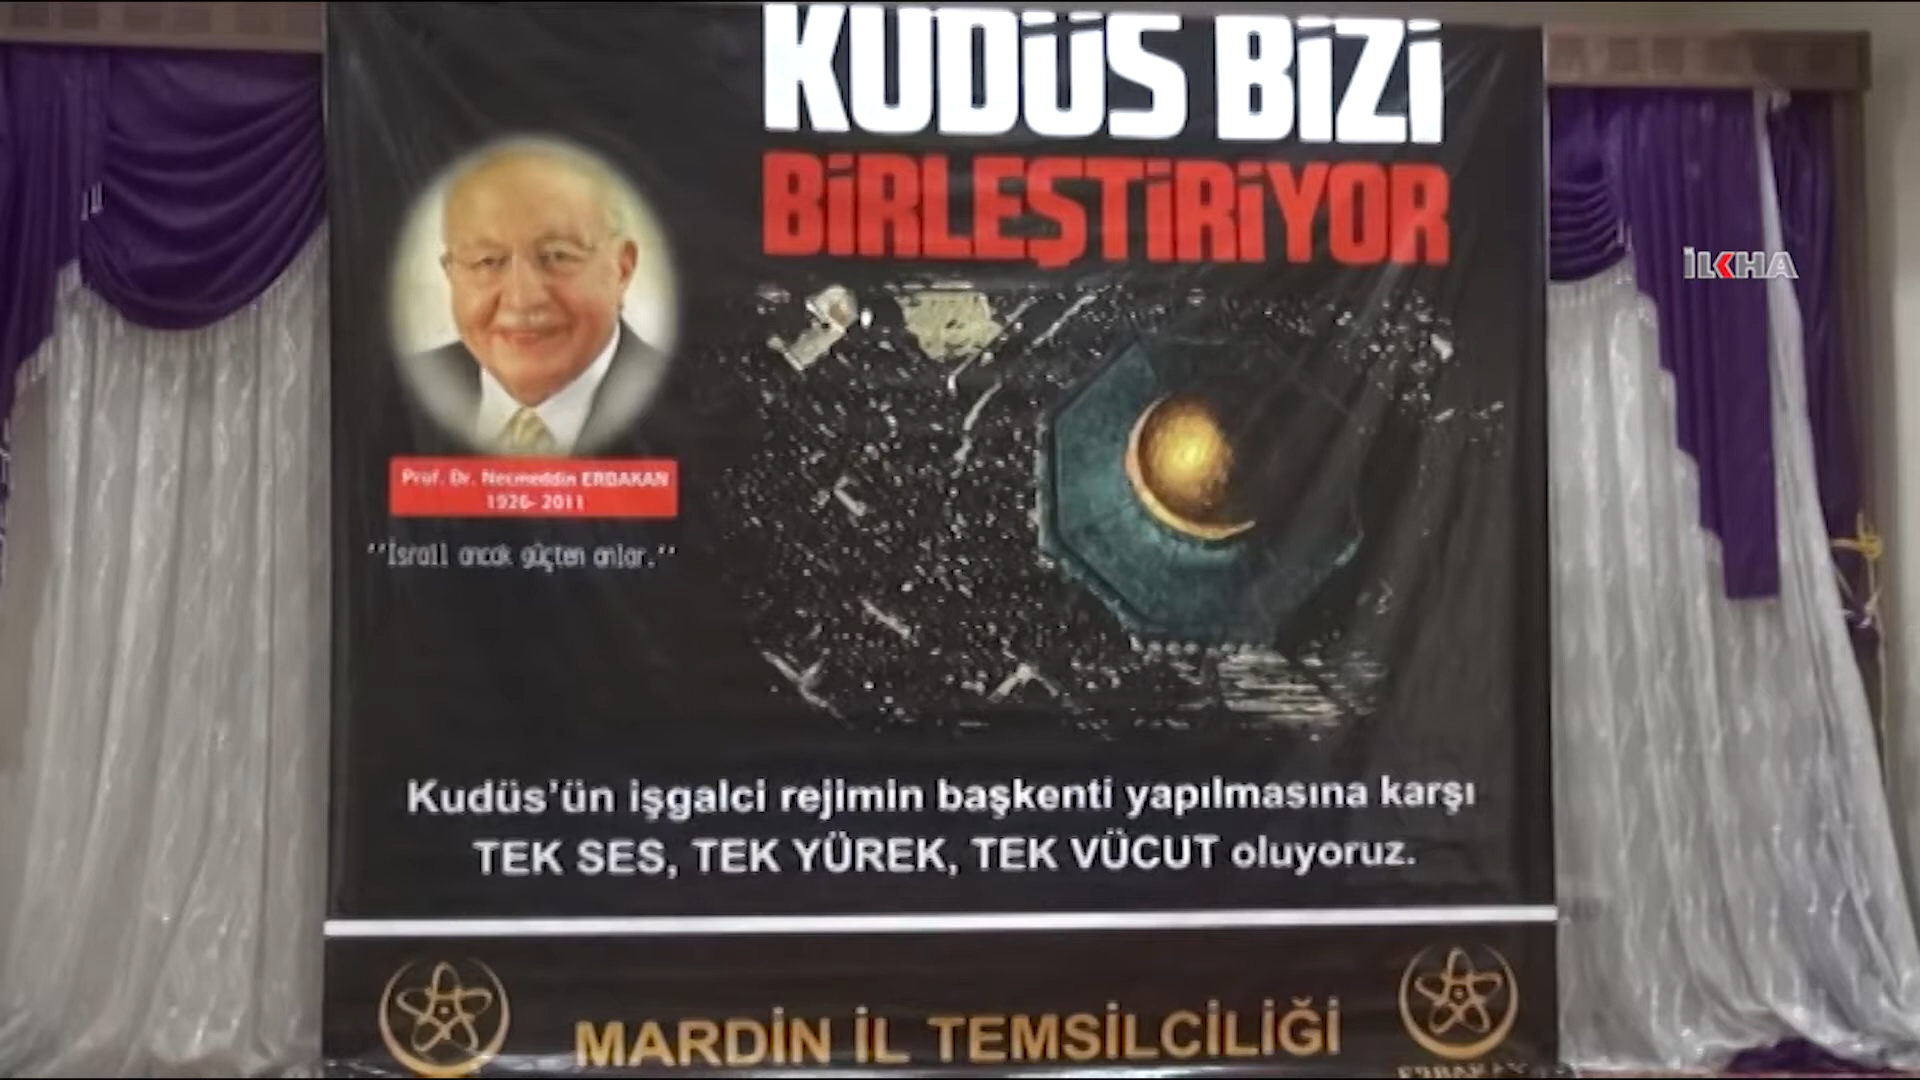 KUDÜS BİZİ
BİRLEŞTİRİYOR
İLKHA
Prof. Dr. Necmeddin ERBAKAN
1926- 2011
''İsrail ancak güçten anlar.''
Kudüs'ün işgalci rejimin başkenti yapılmasına karşı
TEK SES, TEK YÜREK, TEK VÜCUT oluyoruz.
MARDİN İL TEMSİLCİLİĞİ
ERBAKAN